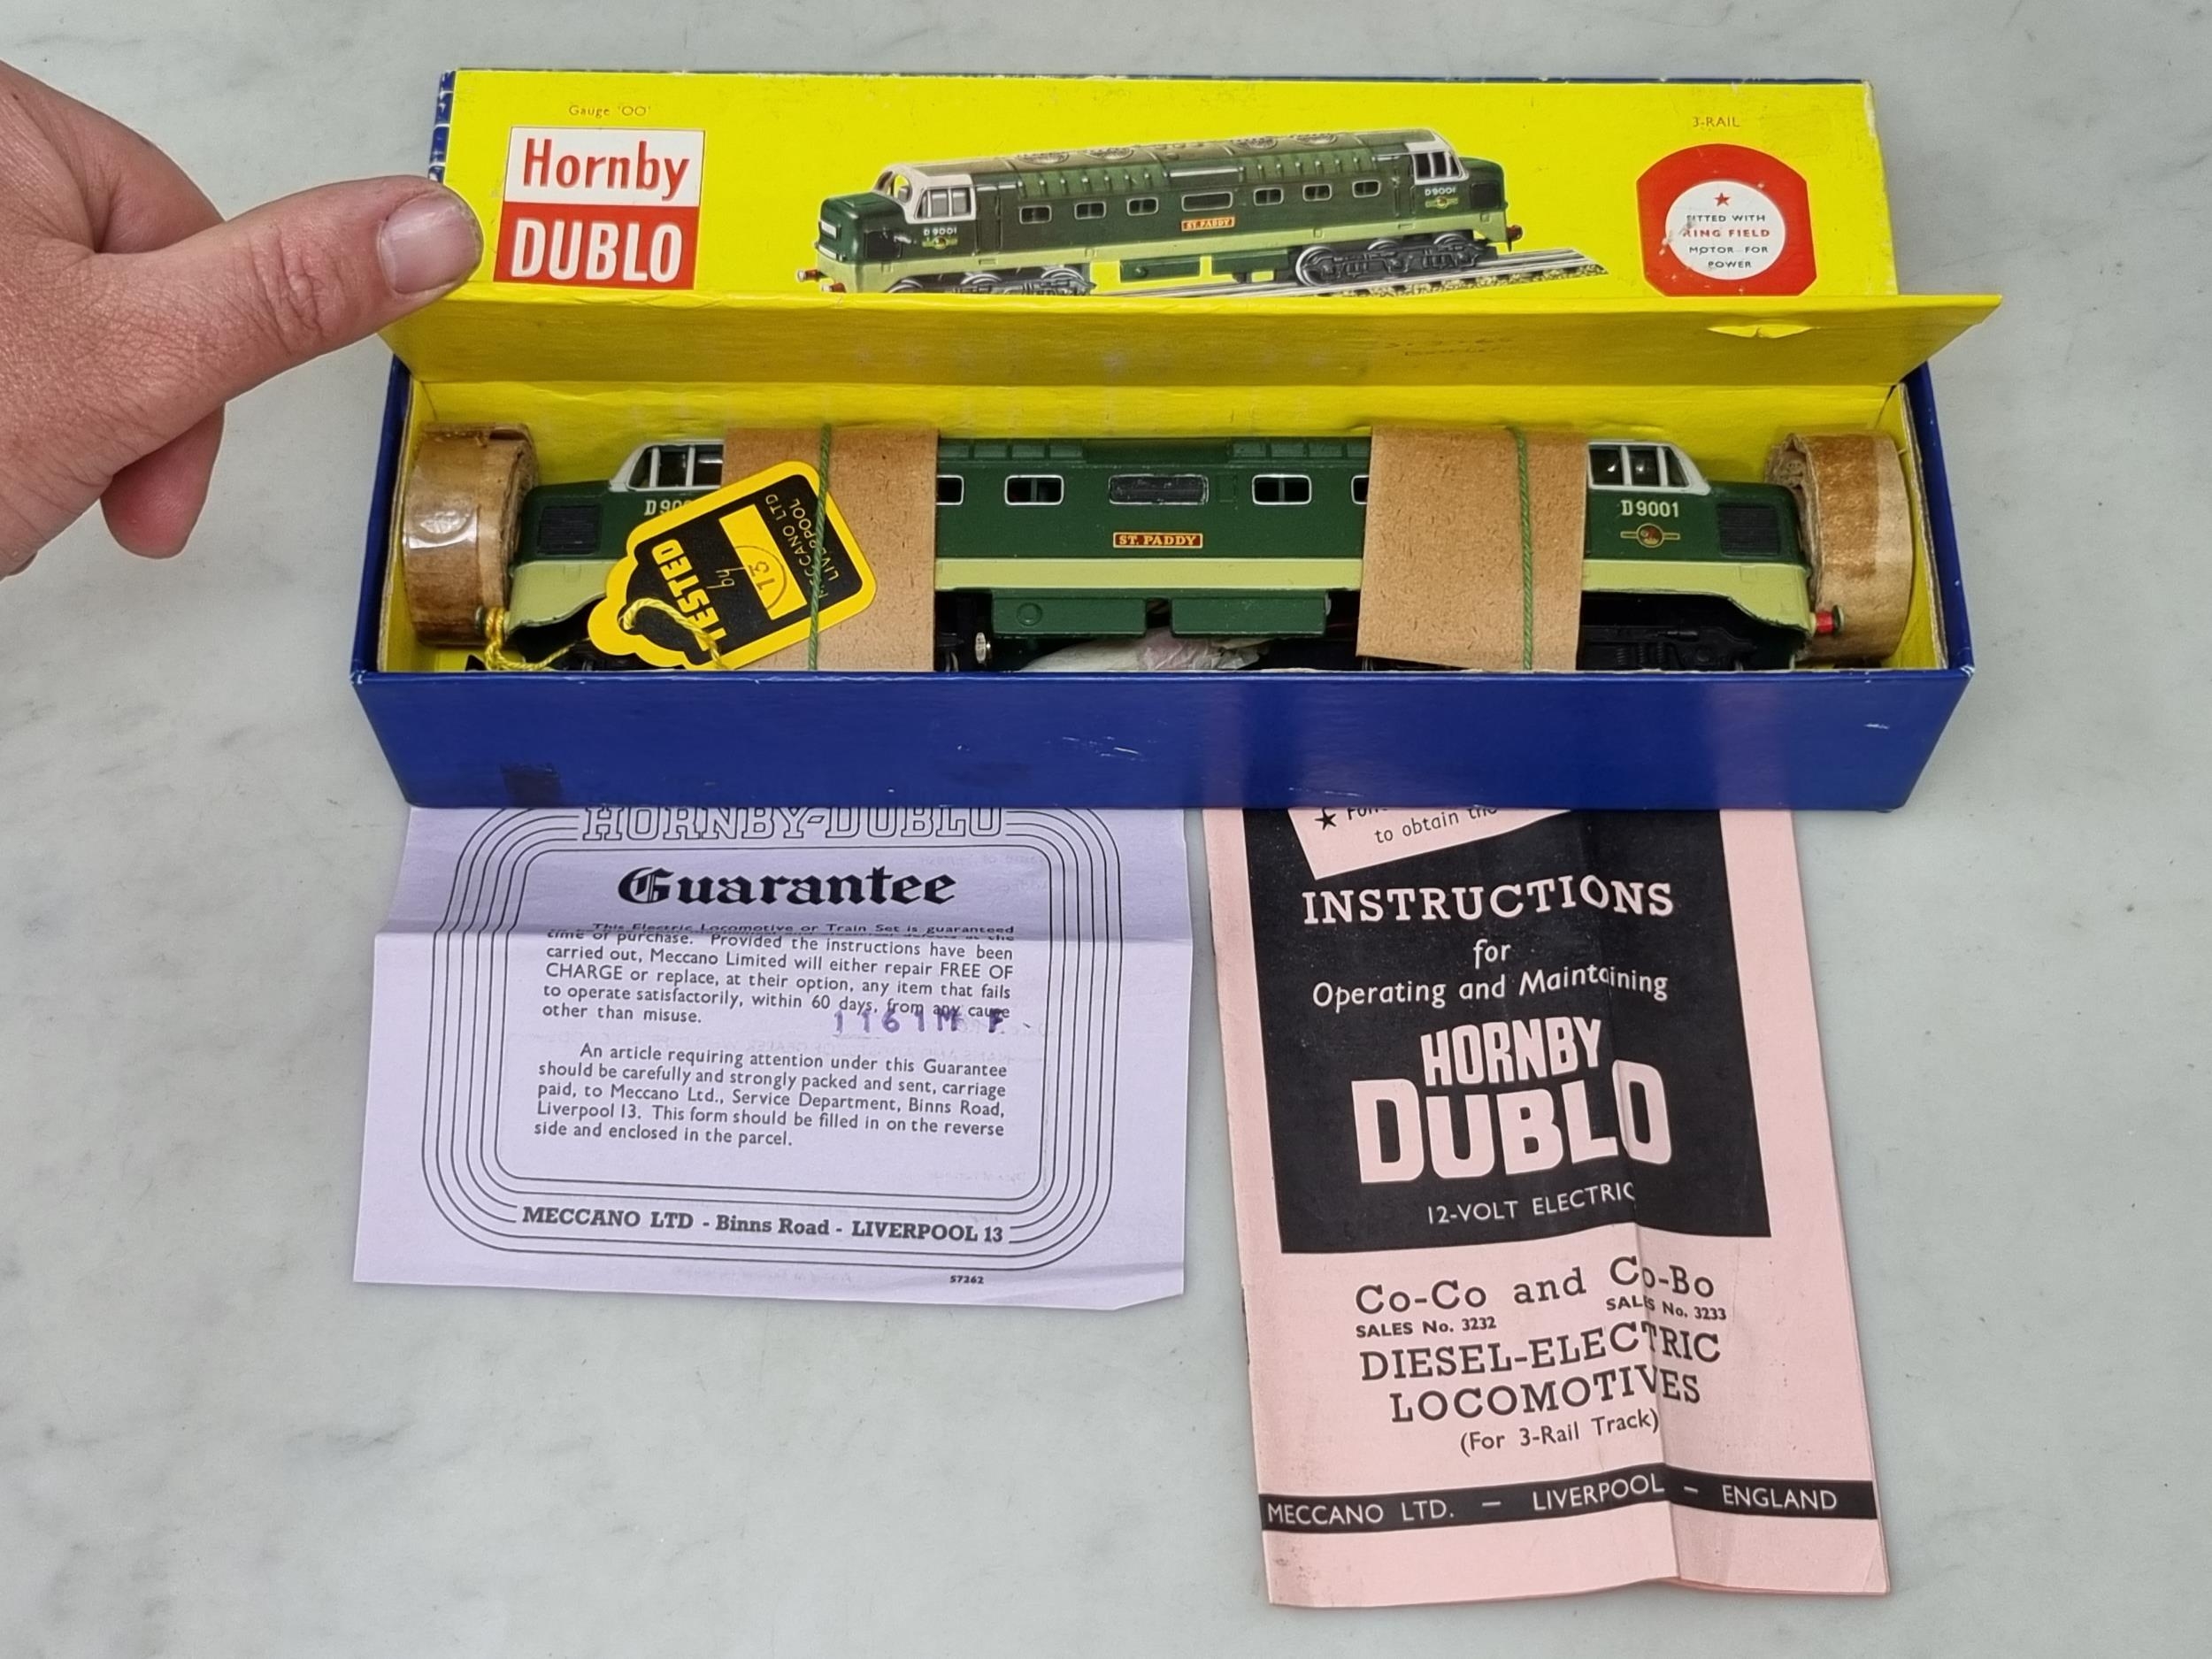 Gauge 'OO'
3-RAIL
Hornby
DUBLO
D9001
D9001
ST. PADDY
★
FITTED WITH
RING FIELD
MOTOR FOR
POWER
D 900
D 9001
ST. PADDY
TESTED
by
13
MECCANO LTD
LIVERPOOL
HORNBY-DUBLO
Guarantee
This Electric Locomotive or Train Set is guaranteed
time of purchase. Provided the instructions have been
carried out, Meccano Limited will either repair FREE OF
CHARGE or replace, at their option, any item that fails
to operate satisfactorily, within 60 days, from any cause
other than misuse.
1161M F
An article requiring attention under this Guarantee
should be carefully and strongly packed and sent, carriage
paid, to Meccano Ltd., Service Department, Binns Road,
Liverpool 13. This form should be filled in on the reverse
side and enclosed in the parcel.
MECCANO LTD - Binns Road - LIVERPOOL 13
57262
★
to obtain the
INSTRUCTIONS
for
Operating and Maintaining
HORNBY
DUBLO
12-VOLT ELECTRIC
Co-Co and Co-Bo
SALES No. 3232 SALES No. 3233
DIESEL-ELECTRIC
LOCOMOTIVES
(For 3-Rail Track)
MECCANO LTD. — LIVERPOOL — ENGLAND